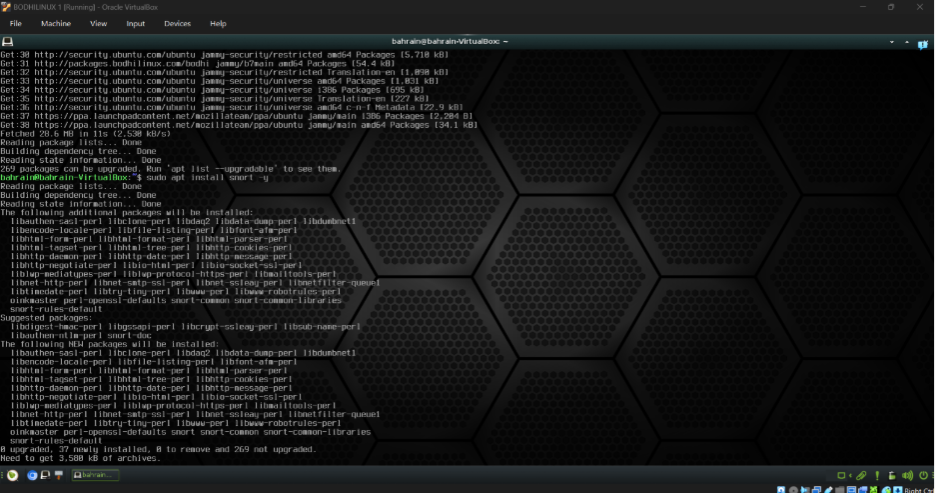 BODHILINUX 1 [Running] - Oracle VirtualBox
File Machine View Input Devices Help
bahrain@bahrain-VirtualBox: ~
Get:30 http://security.ubuntu.com/ubuntu jammy-security/restricted amd64 Packages [5,710 kB]
Get:31 http://packages.bodhilinux.com/bodhi jammy/b7main amd64 Packages [54.4 kB]
Get:32 http://security.ubuntu.com/ubuntu jammy-security/restricted Translation-en [1,090 kB]
Get:33 http://security.ubuntu.com/ubuntu jammy-security/universe amd64 Packages [1,031 kB]
Get:34 http://security.ubuntu.com/ubuntu jammy-security/universe i386 Packages [695 kB]
Get:35 http://security.ubuntu.com/ubuntu jammy-security/universe Translation-en [227 kB]
Get:36 http://security.ubuntu.com/ubuntu jammy-security/universe amd64 c-n-f Metadata [22.9 kB]
Get:37 https://ppa.launchpadcontent.net/mozillateam/ppa/ubuntu jammy/main i386 Packages [2,204 B]
Get:38 https://ppa.launchpadcontent.net/mozillateam/ppa/ubuntu jammy/main amd64 Packages [34.1 kB]
Fetched 28.6 MB in 11s (2,530 kB/s)
Reading package lists... Done
Building dependency tree... Done
Reading state information... Done
269 packages can be upgraded. Run 'apt list --upgradable' to see them.
bahrain@bahrain-VirtualBox:~$ sudo apt install snort -y
Reading package lists... Done
Building dependency tree... Done
Reading state information... Done
The following additional packages will be installed:
libauthen-sasl-perl libclone-perl libdaq2 libdata-dump-perl libdumbnet1
libencode-locale-perl libfile-listing-perl libfont-afm-perl
libhtml-form-perl libhtml-format-perl libhtml-parser-perl
libhtml-tagset-perl libhtml-tree-perl libhttp-cookies-perl
libhttp-daemon-perl libhttp-date-perl libhttp-message-perl
libhttp-negotiate-perl libio-html-perl libio-socket-ssl-perl
liblwp-mediatypes-perl liblwp-protocol-https-perl libmailtools-perl
libnet-http-perl libnet-smtp-ssl-perl libnet-ssleay-perl libnetfilter-queue1
libtimedate-perl libtry-tiny-perl libwww-perl libwww-robotrules-perl
oinkmaster perl-openssl-defaults snort-common snort-common-libraries
snort-rules-default
Suggested packages:
libdigest-hmac-perl libgssapi-perl libcrypt-ssleay-perl libsub-name-perl
libauthen-ntlm-perl snort-doc
The following NEW packages will be installed:
libauthen-sasl-perl libclone-perl libdaq2 libdata-dump-perl libdumbnet1
libencode-locale-perl libfile-listing-perl libfont-afm-perl
libhtml-form-perl libhtml-format-perl libhtml-parser-perl
libhtml-tagset-perl libhtml-tree-perl libhttp-cookies-perl
libhttp-daemon-perl libhttp-date-perl libhttp-message-perl
libhttp-negotiate-perl libio-html-perl libio-socket-ssl-perl
liblwp-mediatypes-perl liblwp-protocol-https-perl libmailtools-perl
libnet-http-perl libnet-smtp-ssl-perl libnet-ssleay-perl libnetfilter-queue1
libtimedate-perl libtry-tiny-perl libwww-perl libwww-robotrules-perl
oinkmaster perl-openssl-defaults snort snort-common snort-common-libraries
snort-rules-default
0 upgraded, 37 newly installed, 0 to remove and 269 not upgraded.
Need to get 3,580 kB of archives.
bahrain...
Right Ctrl